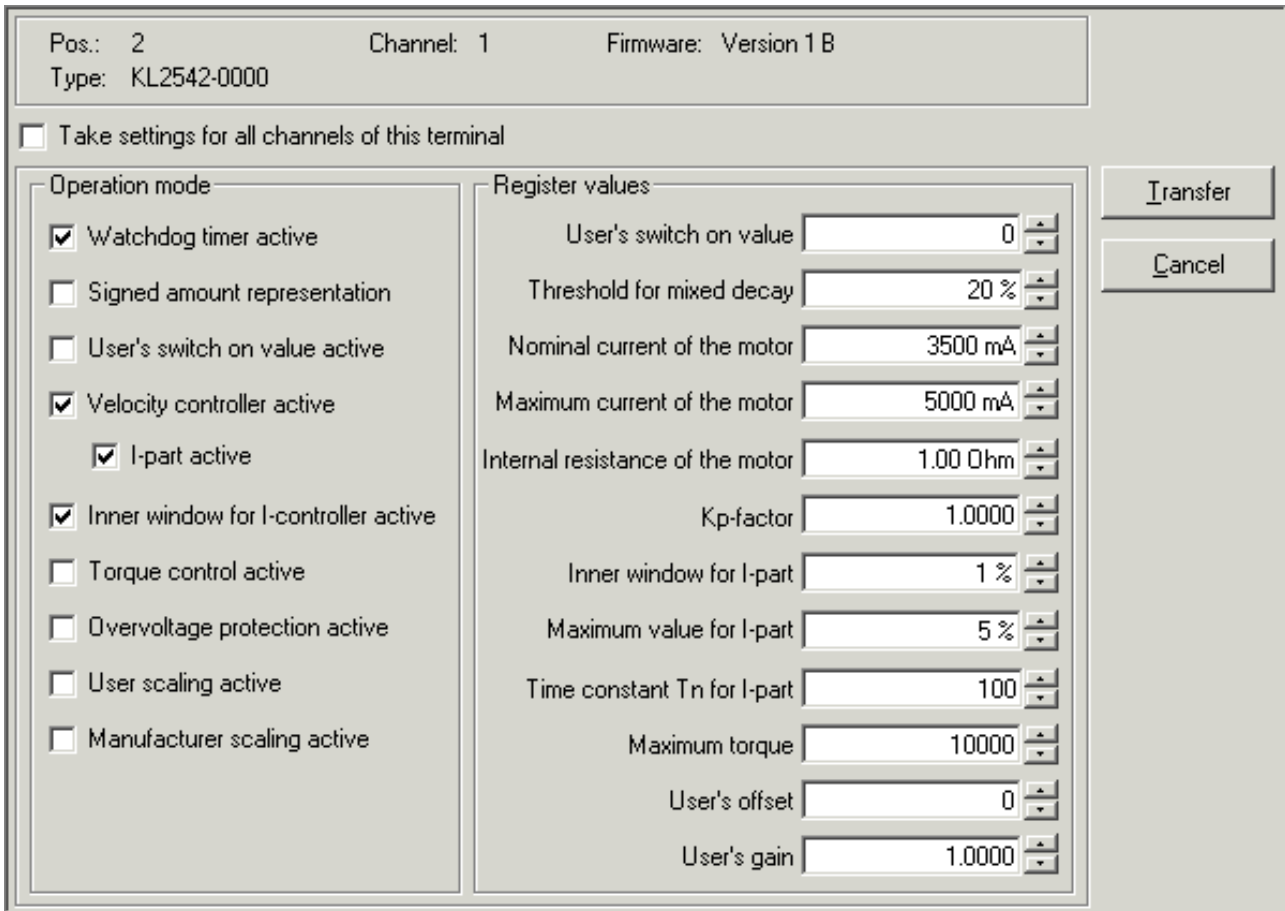 Pos.: 2 Channel: 1 Firmware: Version 1 B
Type: KL2542-0000
Take settings for all channels of this terminal
Operation mode
Watchdog timer active
Signed amount representation
User's switch on value active
Velocity controller active
I-part active
Inner window for I-controller active
Torque control active
Overvoltage protection active
User scaling active
Manufacturer scaling active
Register values
User's switch on value 0
Threshold for mixed decay 20 %
Nominal current of the motor 3500 mA
Maximum current of the motor 5000 mA
Internal resistance of the motor 1.00 Ohm
Kp-factor 1.0000
Inner window for I-part 1 %
Maximum value for I-part 5 %
Time constant Tn for I-part 100
Maximum torque 10000
User's offset 0
User's gain 1.0000
Transfer
Cancel